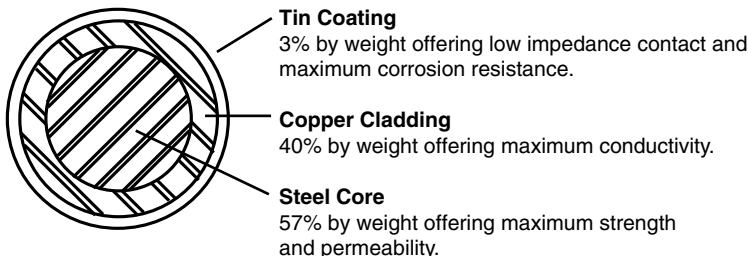 Tin Coating
3% by weight offering low impedance contact and
maximum corrosion resistance.
Copper Cladding
40% by weight offering maximum conductivity.
Steel Core
57% by weight offering maximum strength
and permeability.